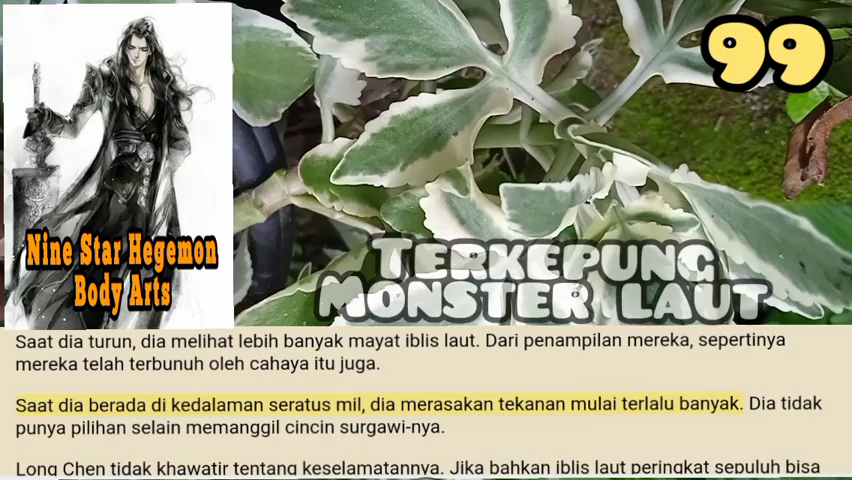 99
Nine Star Hegemon
Body Arts
TERKEPUNG
MONSTER LAUT
Saat dia turun, dia melihat lebih banyak mayat iblis laut. Dari penampilan mereka, sepertinya
mereka telah terbunuh oleh cahaya itu juga.
Saat dia berada di kedalaman seratus mil, dia merasakan tekanan mulai terlalu banyak. Dia tidak
punya pilihan selain memanggil cincin surgawi-nya.
Long Chen tidak khawatir tentang keselamatannya. Jika bahkan iblis laut peringkat sepuluh bisa